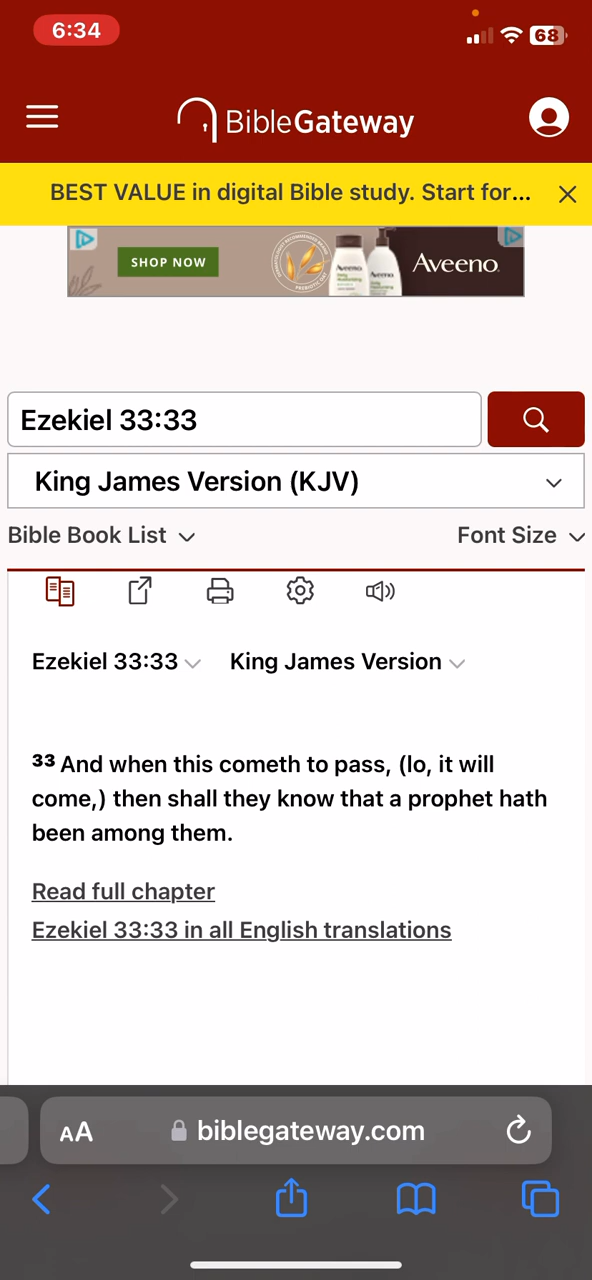 6:34
68
BibleGateway
BEST VALUE in digital Bible study. Start for...
SHOP NOW
Aveeno
Aveeno
Aveeno
Ezekiel 33:33
King James Version (KJV)
Bible Book List
Font Size
Ezekiel 33:33
King James Version
33 And when this cometh to pass, (lo, it will
come,) then shall they know that a prophet hath
been among them.
Read full chapter
Ezekiel 33:33 in all English translations
AA
biblegateway.com